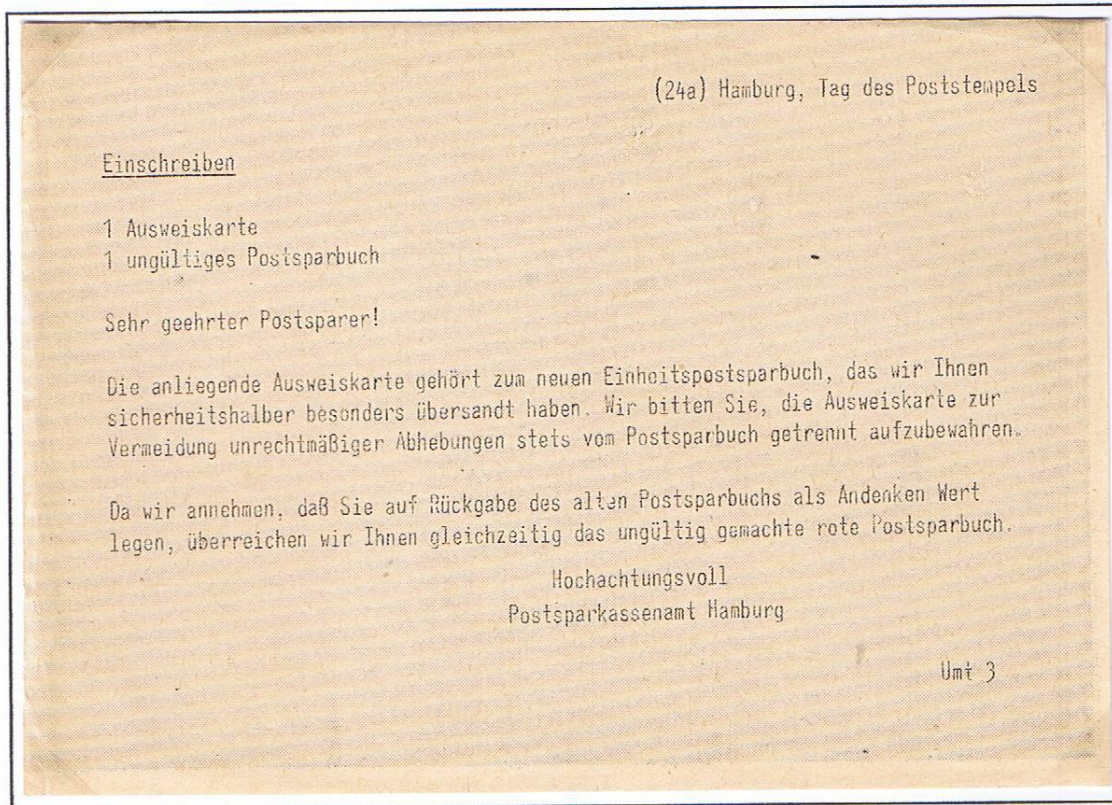 (24a) Hamburg, Tag des Poststempels
Einschreiben
1 Ausweiskarte
1 ungültiges Postsparbuch
Sehr geehrter Postsparer!
Die anliegende Ausweiskarte gehört zum neuen Einheitspostsparbuch, das wir Ihnen
sicherheitshalber besonders übersandt haben. Wir bitten Sie, die Ausweiskarte zur
Vermeidung unrechtmäßiger Abhebungen stets vom Postsparbuch getrennt aufzubewahren.
Da wir annehmen, daß Sie auf Rückgabe des alten Postsparbuchs als Andenken Wert
legen, überreichen wir Ihnen gleichzeitig das ungültig gemachte rote Postsparbuch.
Hochachtungsvoll
Postsparkassenamt Hamburg
Umt 3